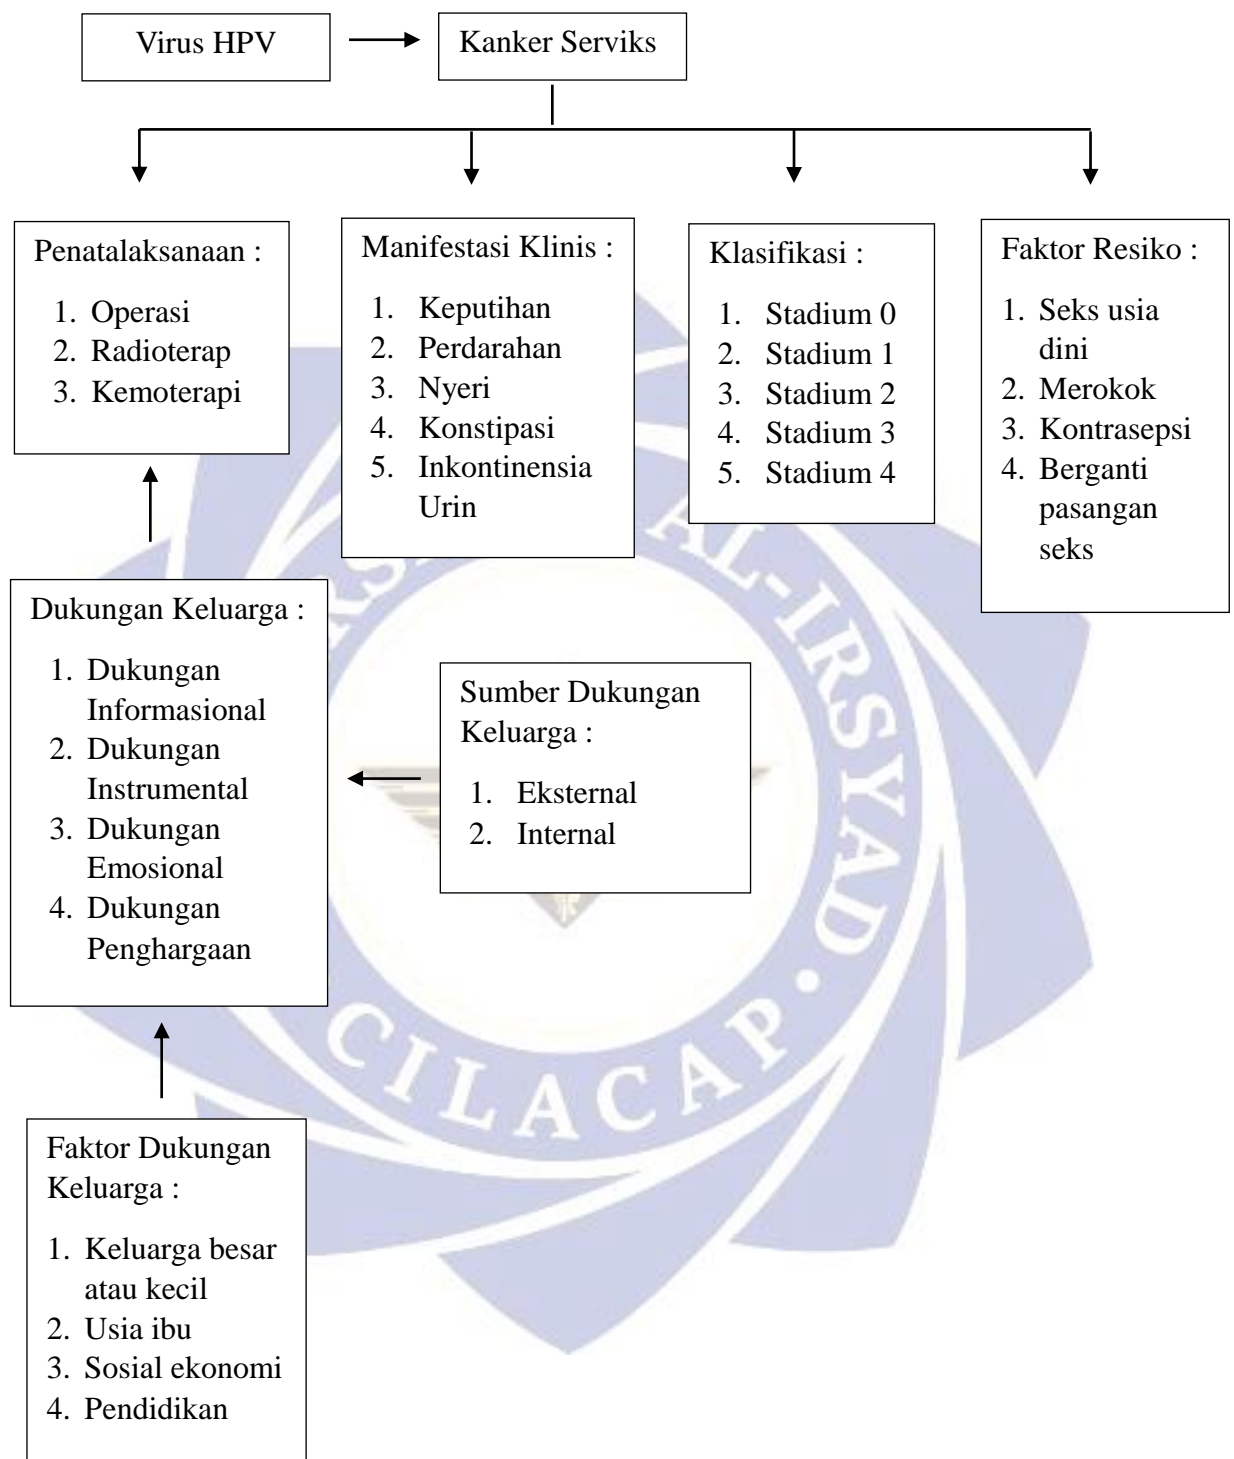 Virus HPV
Kanker Serviks
Penatalaksanaan :
1. Operasi
2. Radioterap
3. Kemoterapi
Manifestasi Klinis :
1. Keputihan
2. Perdarahan
3. Nyeri
4. Konstipasi
5. Inkontinensia
Urin
Klasifikasi :
1. Stadium 0
2. Stadium 1
3. Stadium 2
4. Stadium 3
5. Stadium 4
Faktor Resiko :
1. Seks usia
dini
2. Merokok
3. Kontrasepsi
4. Berganti
pasangan
seks
Dukungan Keluarga :
1. Dukungan
Informasional
2. Dukungan
Instrumental
3. Dukungan
Emosional
4. Dukungan
Penghargaan
Sumber Dukungan
Keluarga :
1. Eksternal
2. Internal
Faktor Dukungan
Keluarga :
1. Keluarga besar
atau kecil
2. Usia ibu
3. Sosial ekonomi
4. Pendidikan
AL-IRSYAD
CILACAP